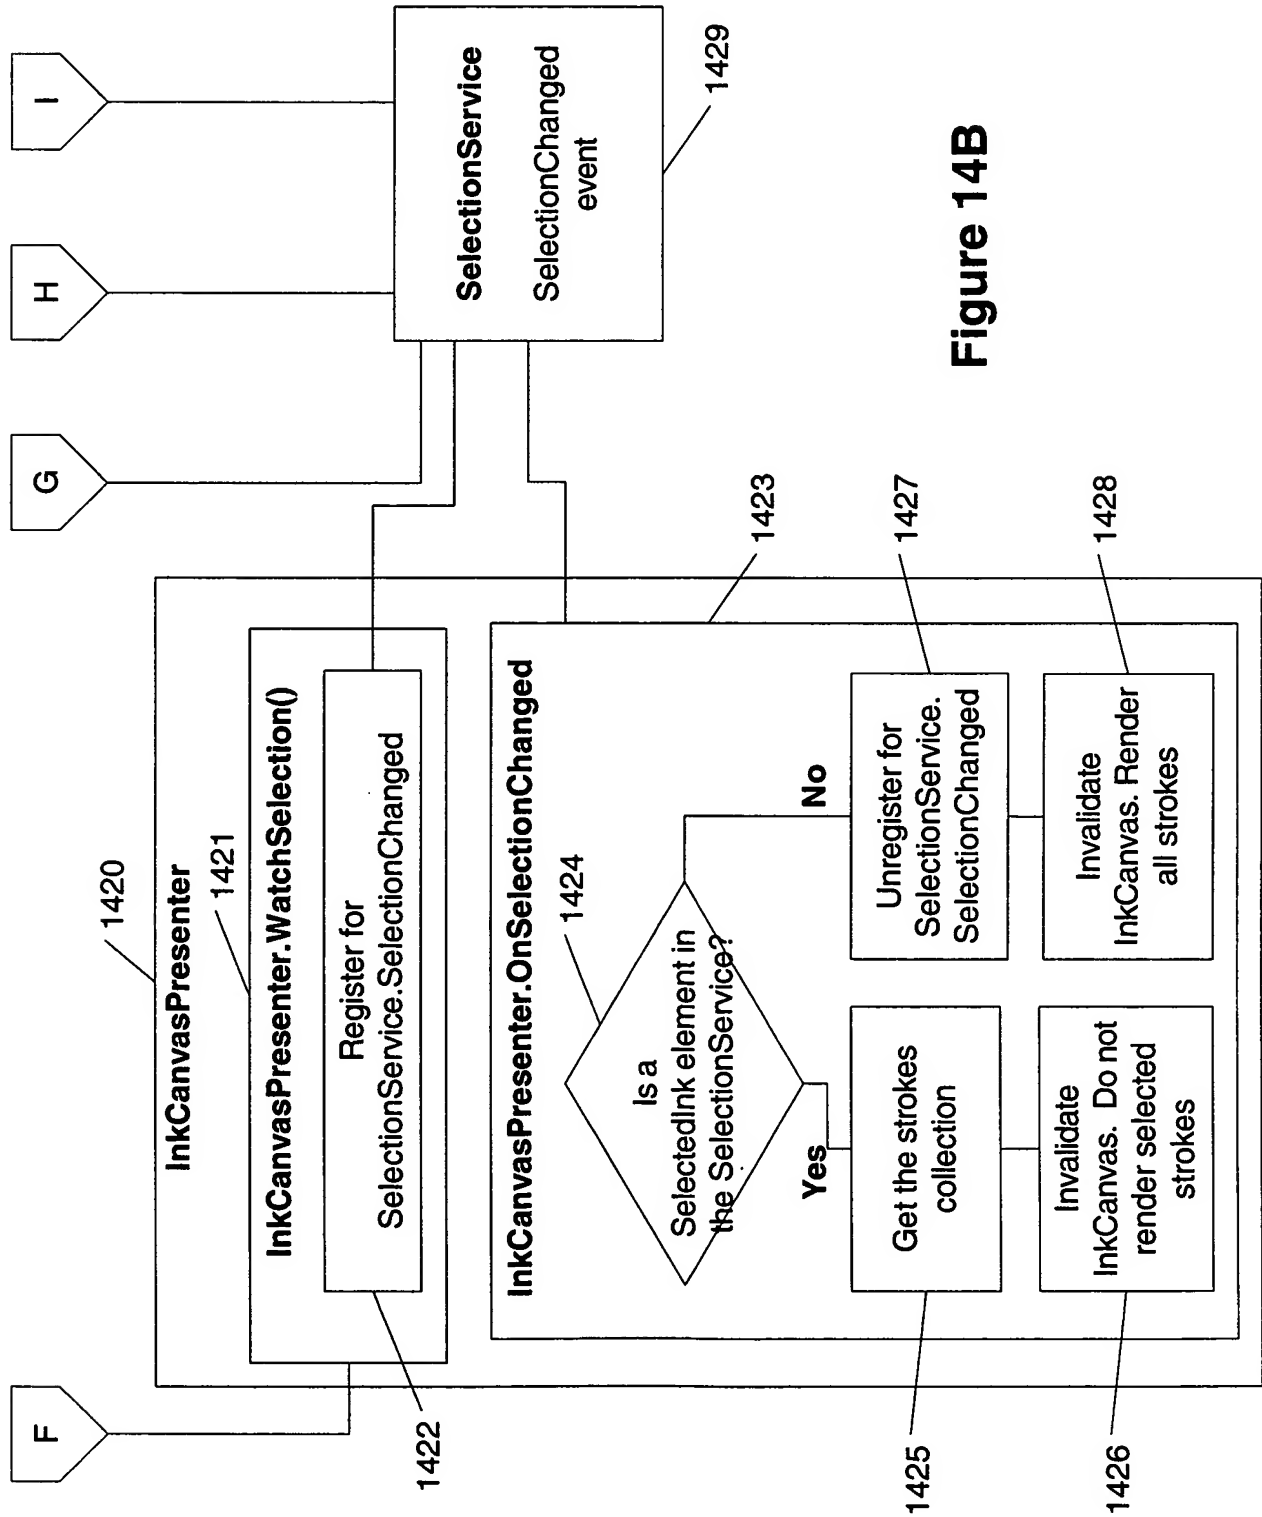 F
G
H
I
1420
InkCanvasPresenter
1421
InkCanvasPresenter.WatchSelection()
Register for
SelectionService.SelectionChanged
1422
InkCanvasPresenter.OnSelectionChanged
1423
1424
Is a
SelectedInk element in
the SelectionService?
Yes
No
Get the strokes
collection
1425
Invalidate
InkCanvas. Do not
render selected
strokes
1426
Unregister for
SelectionService.
SelectionChanged
1427
Invalidate
InkCanvas. Render
all strokes
1428
SelectionService
SelectionChanged
event
1429
Figure 14B